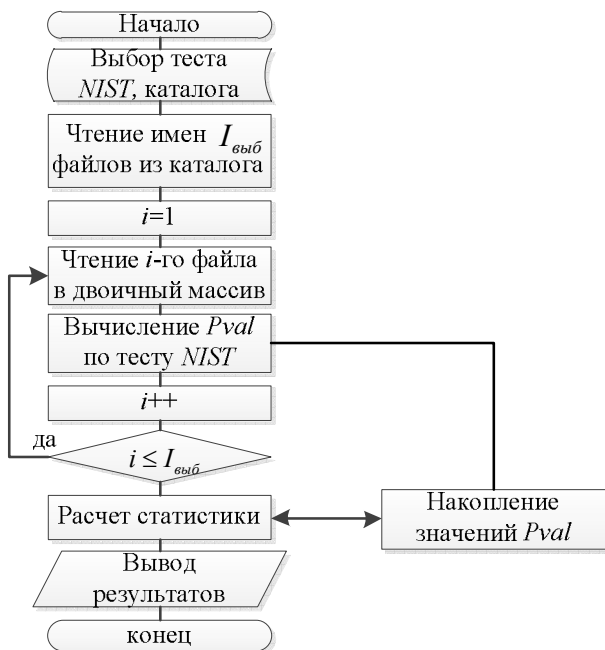 Начало
Выбор теста
NIST, каталога
Чтение имен I_выб
файлов из каталога
i=1
Чтение i-го файла
в двоичный массив
Вычисление Pval
по тесту NIST
i++
да
i ≤ I_выб
Расчет статистики
Накопление
значений Pval
Вывод
результатов
конец